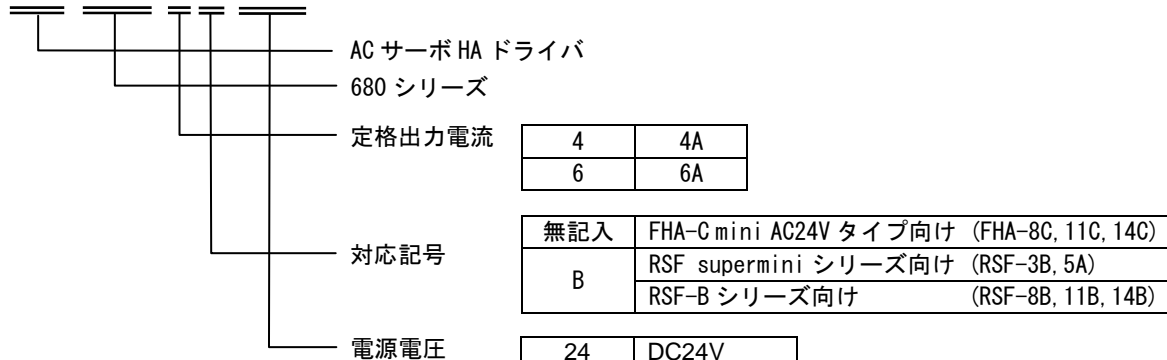 AC サーボ HA ドライバ
680 シリーズ
定格出力電流
4 4A
6 6A
対応記号
無記入 FHA-C mini AC24V タイプ向け (FHA-8C, 11C, 14C)
B RSF supermini シリーズ向け (RSF-3B, 5A)
RSF-B シリーズ向け (RSF-8B, 11B, 14B)
電源電圧
24 DC24V